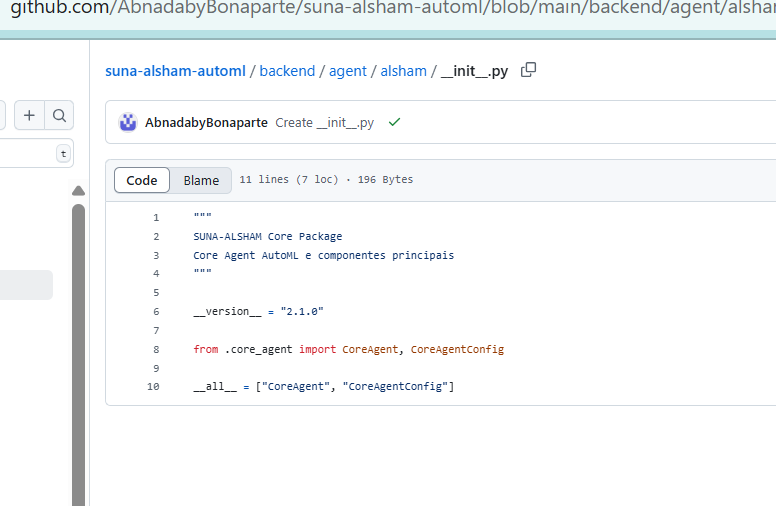 github.com/AbnadabyBonaparte/suna-alsham-automl/blob/main/backend/agent/alsham
suna-alsham-automl / backend / agent / alsham / __init__.py
+
t
AbnadabyBonaparte Create __init__.py
Code Blame 11 lines (7 loc) · 196 Bytes
1 """
2 SUNA-ALSHAM Core Package
3 Core Agent AutoML e componentes principais
4 """
5
6 __version__ = "2.1.0"
7
8 from .core_agent import CoreAgent, CoreAgentConfig
9
10 __all__ = ["CoreAgent", "CoreAgentConfig"]